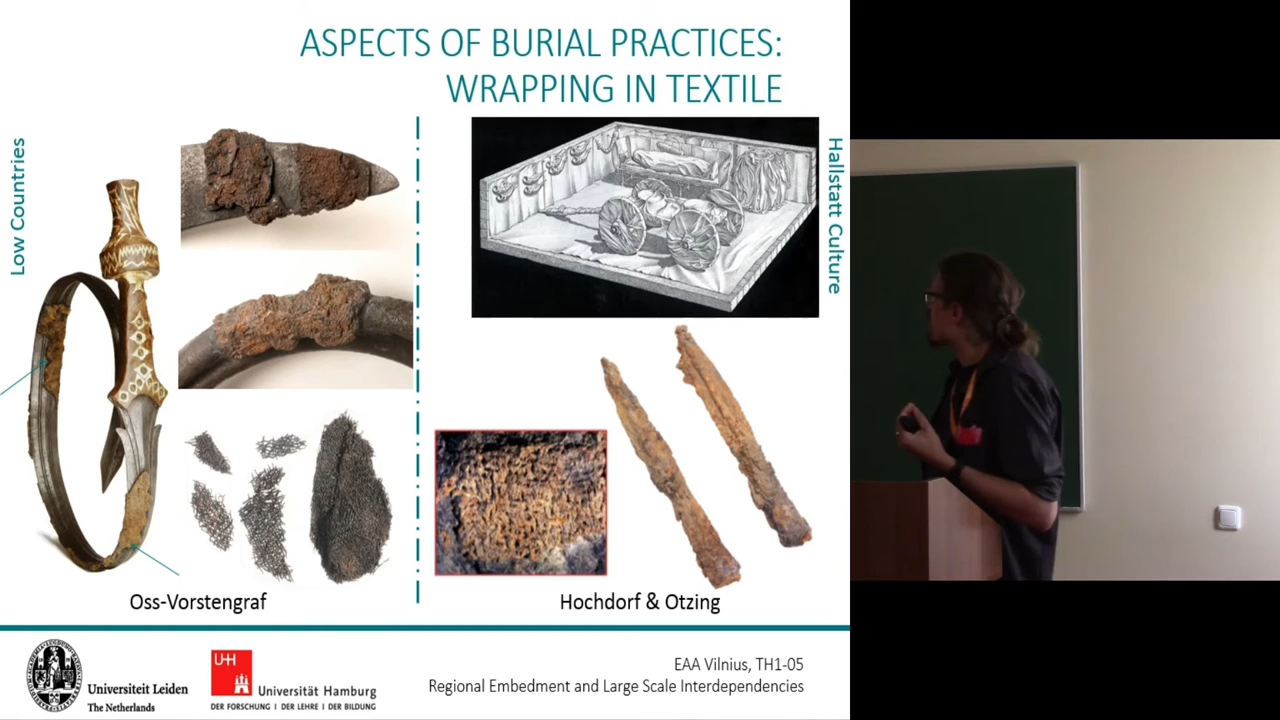 ASPECTS OF BURIAL PRACTICES:
WRAPPING IN TEXTILE
Low Countries
Hallstatt Culture
Oss-Vorstengraf
Hochdorf & Otzing
Universiteit Leiden
The Netherlands
UH
Universität Hamburg
DER FORSCHUNG | DER LEHRE | DER BILDUNG
EAA Vilnius, TH1-05
Regional Embedment and Large Scale Interdependencies